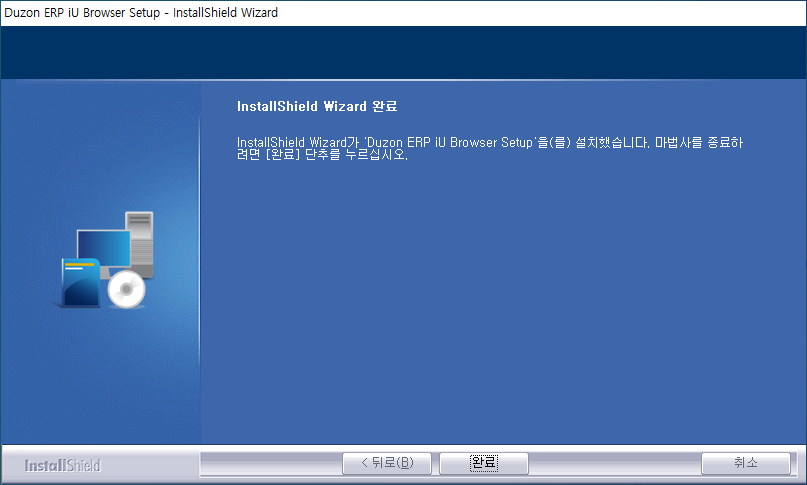 Duzon ERP iU Browser Setup - InstallShield Wizard
InstallShield Wizard 완료
InstallShield Wizard가 'Duzon ERP iU Browser Setup'을(를) 설치했습니다. 마법사를 종료하
려면 [완료] 단추를 누르십시오.
InstallShield
< 뒤로(B)
완료
취소